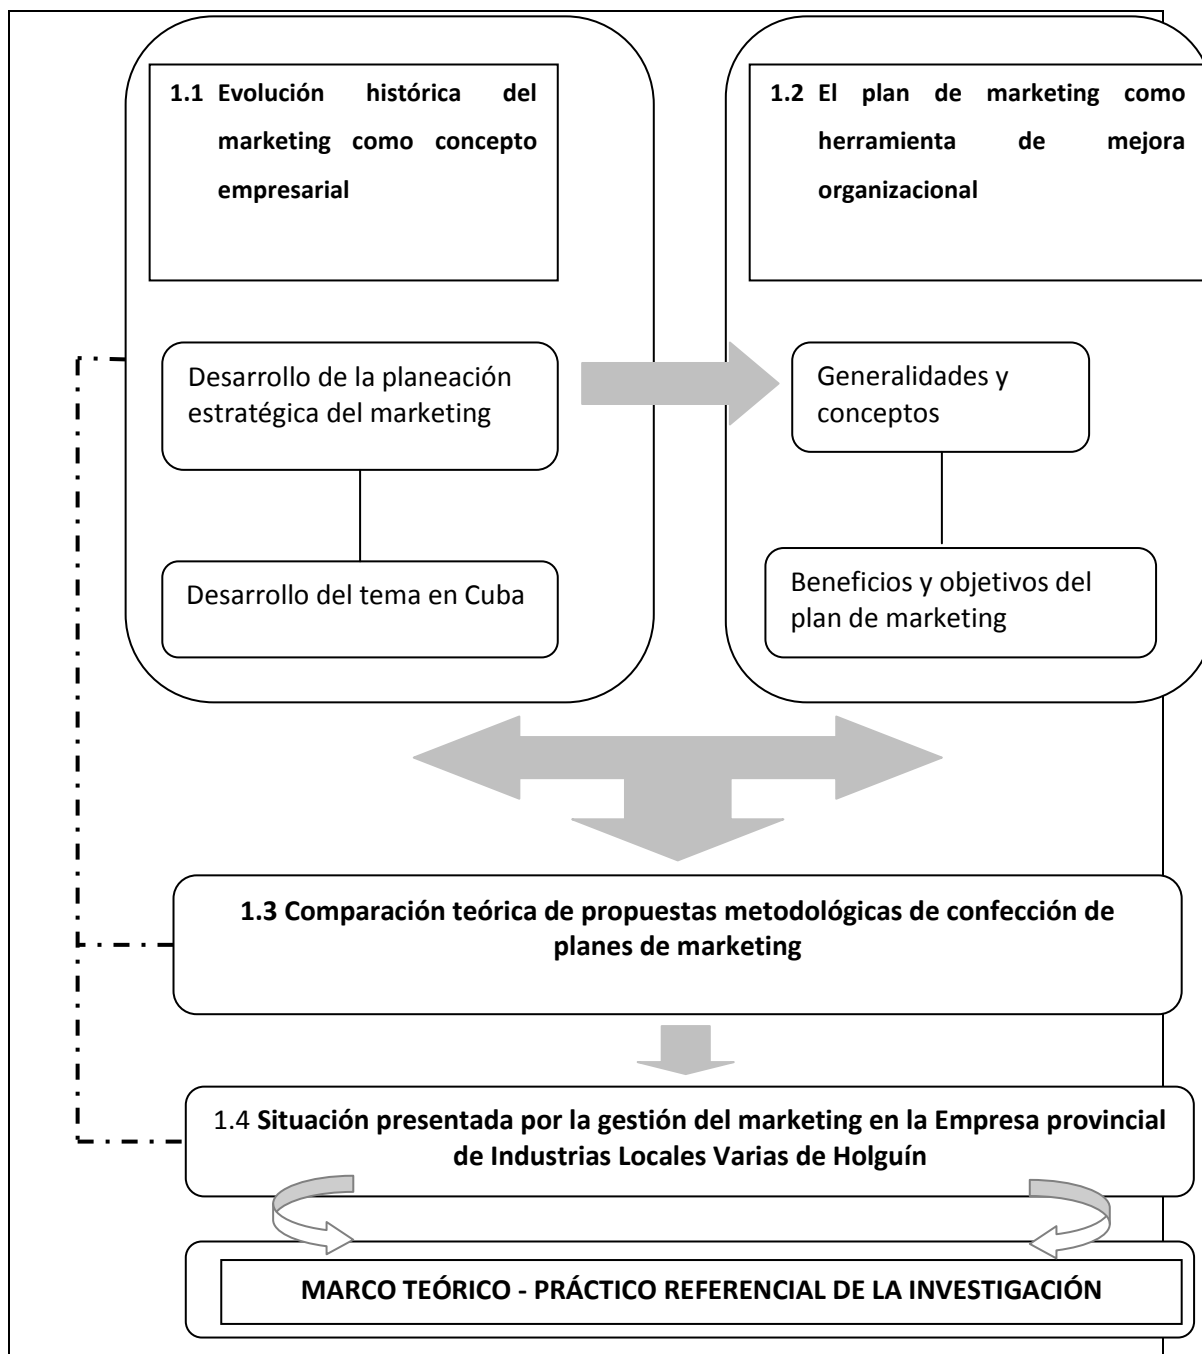 1.1 Evolución histórica del
marketing como concepto
empresarial
1.2 El plan de marketing como
herramienta de mejora
organizacional
Desarrollo de la planeación
estratégica del marketing
Generalidades y
conceptos
Desarrollo del tema en Cuba
Beneficios y objetivos del
plan de marketing
1.3 Comparación teórica de propuestas metodológicas de confección de
planes de marketing
1.4 Situación presentada por la gestión del marketing en la Empresa provincial
de Industrias Locales Varias de Holguín
MARCO TEÓRICO - PRÁCTICO REFERENCIAL DE LA INVESTIGACIÓN